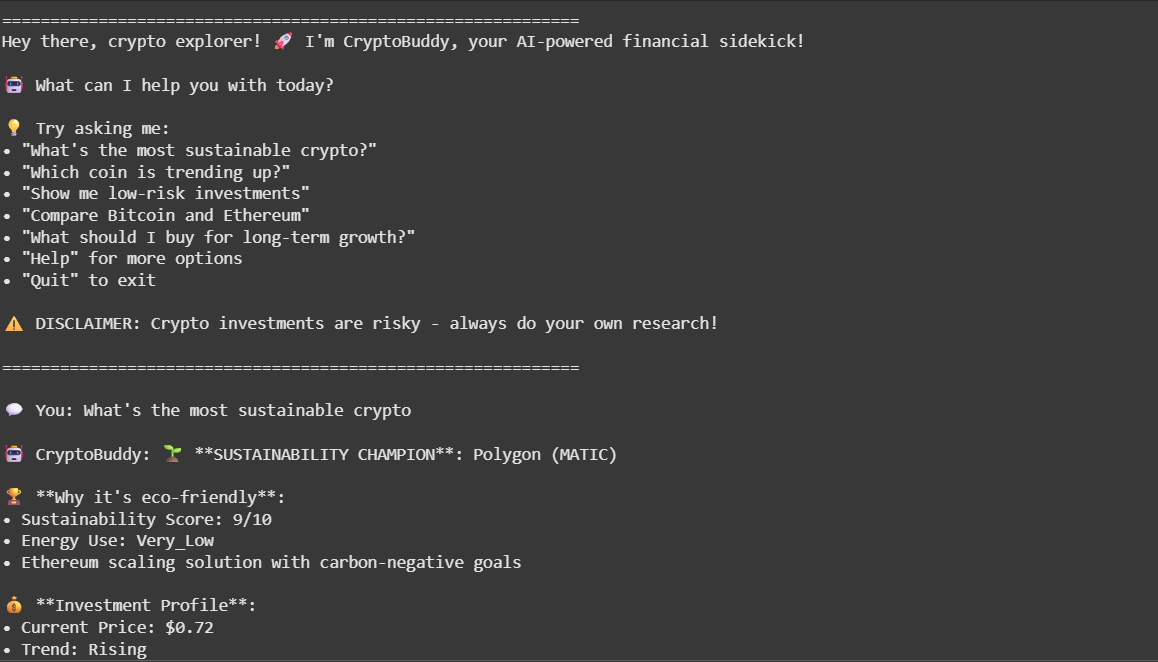 ============================================================
Hey there, crypto explorer! 🚀 I'm CryptoBuddy, your AI-powered financial sidekick!
🤖 What can I help you with today?
💡 Try asking me:
• "What's the most sustainable crypto?"
• "Which coin is trending up?"
• "Show me low-risk investments"
• "Compare Bitcoin and Ethereum"
• "What should I buy for long-term growth?"
• "Help" for more options
• "Quit" to exit
⚠️ DISCLAIMER: Crypto investments are risky - always do your own research!
============================================================
💬 You: What's the most sustainable crypto
🤖 CryptoBuddy: 🌱 **SUSTAINABILITY CHAMPION**: Polygon (MATIC)
🏆 **Why it's eco-friendly**:
• Sustainability Score: 9/10
• Energy Use: Very_Low
• Ethereum scaling solution with carbon-negative goals
💰 **Investment Profile**:
• Current Price: $0.72
• Trend: Rising